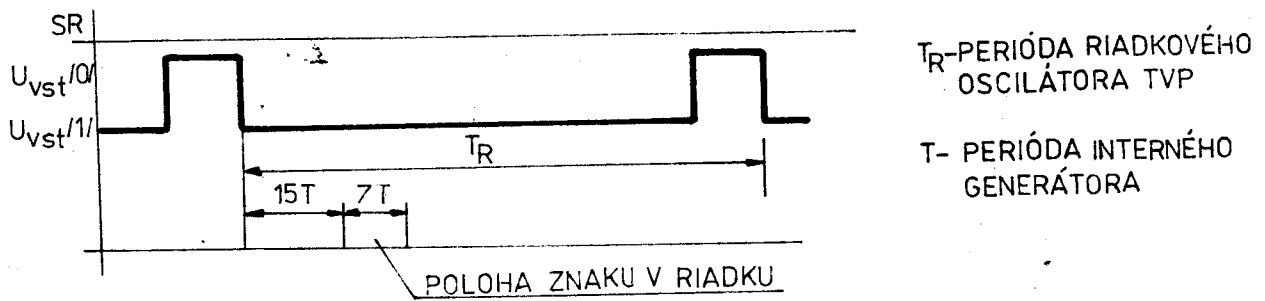 SR
U_vst/0/
U_vst/1/
T_R
15T
7T
POLOHA ZNAKU V RIADKU
T_R-PERIÓDA RIADKOVÉHO
OSCILÁTORA TVP
T- PERIÓDA INTERNÉHO
GENERÁTORA